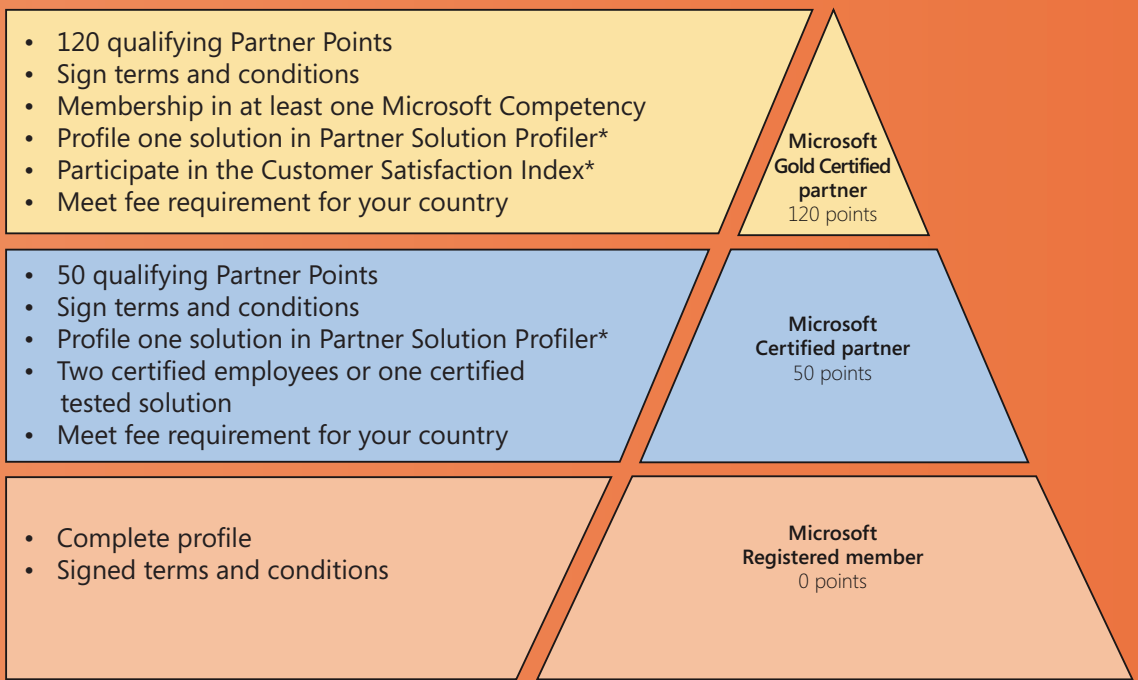 • 120 qualifying Partner Points
• Sign terms and conditions
• Membership in at least one Microsoft Competency
• Profile one solution in Partner Solution Profiler*
• Participate in the Customer Satisfaction Index*
• Meet fee requirement for your country
Microsoft
Gold Certified
partner
120 points
• 50 qualifying Partner Points
• Sign terms and conditions
• Profile one solution in Partner Solution Profiler*
• Two certified employees or one certified
tested solution
• Meet fee requirement for your country
Microsoft
Certified partner
50 points
• Complete profile
• Signed terms and conditions
Microsoft
Registered member
0 points